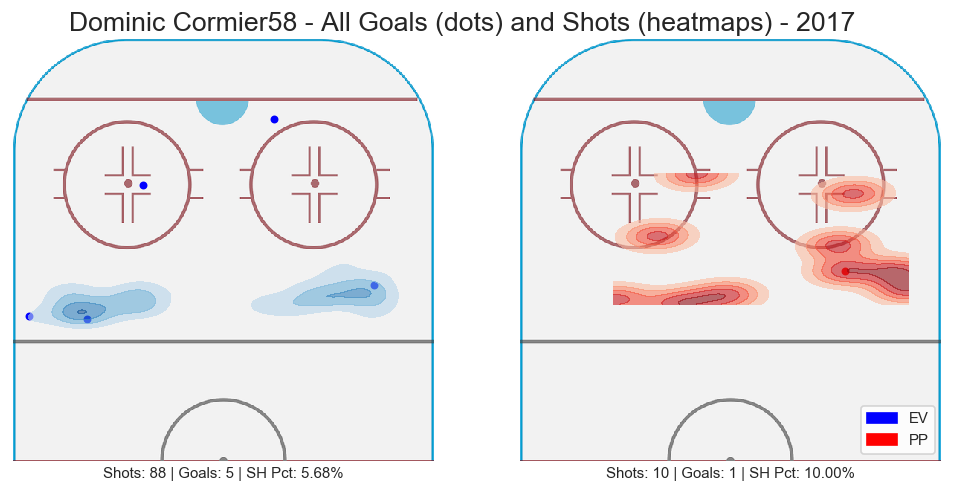 Dominic Cormier58 - All Goals (dots) and Shots (heatmaps) - 2017
EV
PP
Shots: 88 | Goals: 5 | SH Pct: 5.68%
Shots: 10 | Goals: 1 | SH Pct: 10.00%